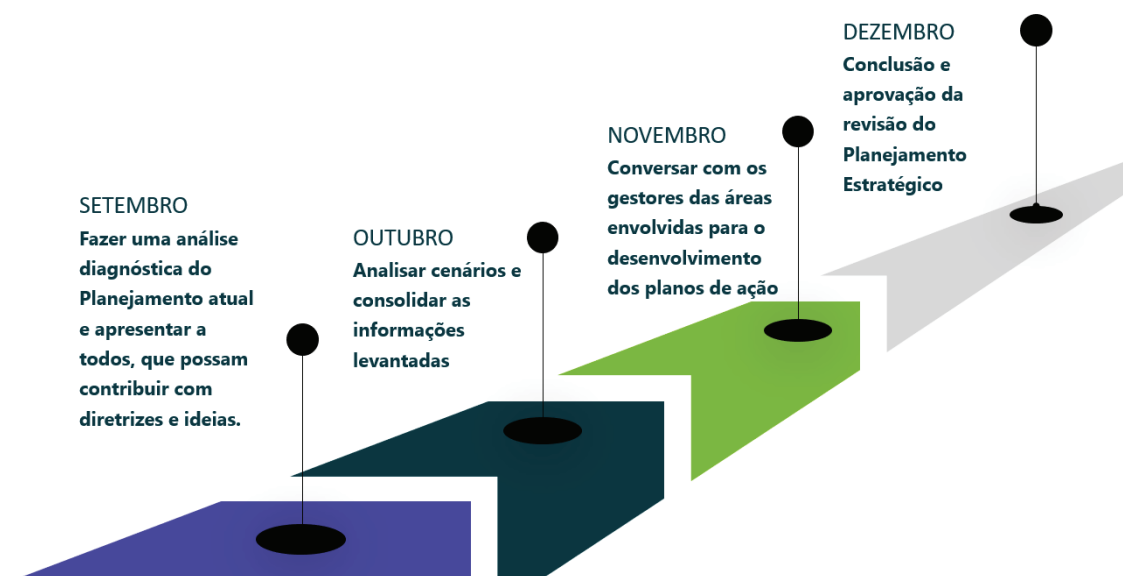 SETEMBRO
Fazer uma análise
diagnóstica do
Planejamento atual
e apresentar a
todos, que possam
contribuir com
diretrizes e ideias.
OUTUBRO
Analisar cenários e
consolidar as
informações
levantadas
NOVEMBRO
Conversar com os
gestores das áreas
envolvidas para o
desenvolvimento
dos planos de ação
DEZEMBRO
Conclusão e
aprovação da
revisão do
Planejamento
Estratégico